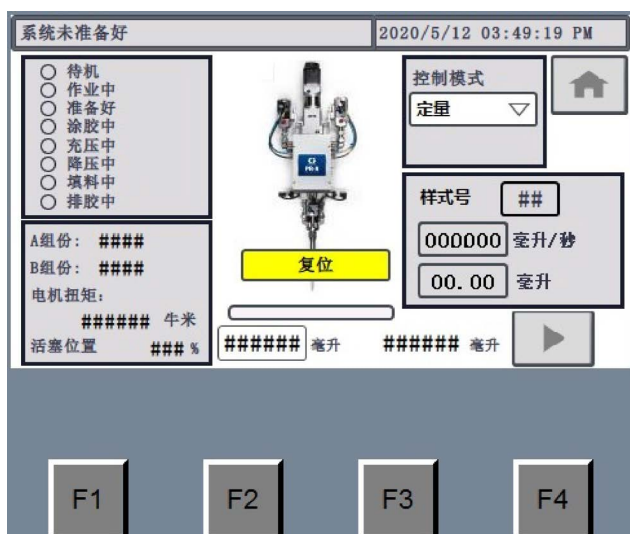 系统未准备好
2020/5/12 03:49:19 PM
待机
作业中
准备好
涂胶中
充压中
降压中
填料中
排胶中
控制模式
定量
样式号 ##
000000 毫升/秒
00.00 毫升
A组份: ####
B组份: ####
电机扭矩:
###### 牛米
活塞位置 ### %
复位
###### 毫升
###### 毫升
F1 F2 F3 F4